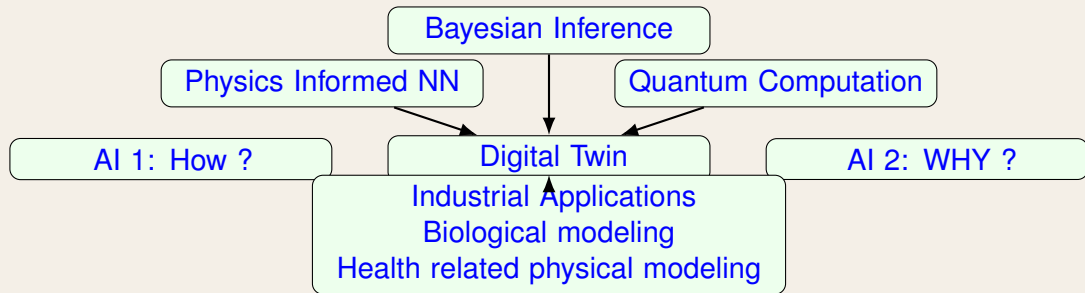 Bayesian Inference
Physics Informed NN
Quantum Computation
AI 1: How ?
Digital Twin
AI 2: WHY ?
Industrial Applications
Biological modeling
Health related physical modeling